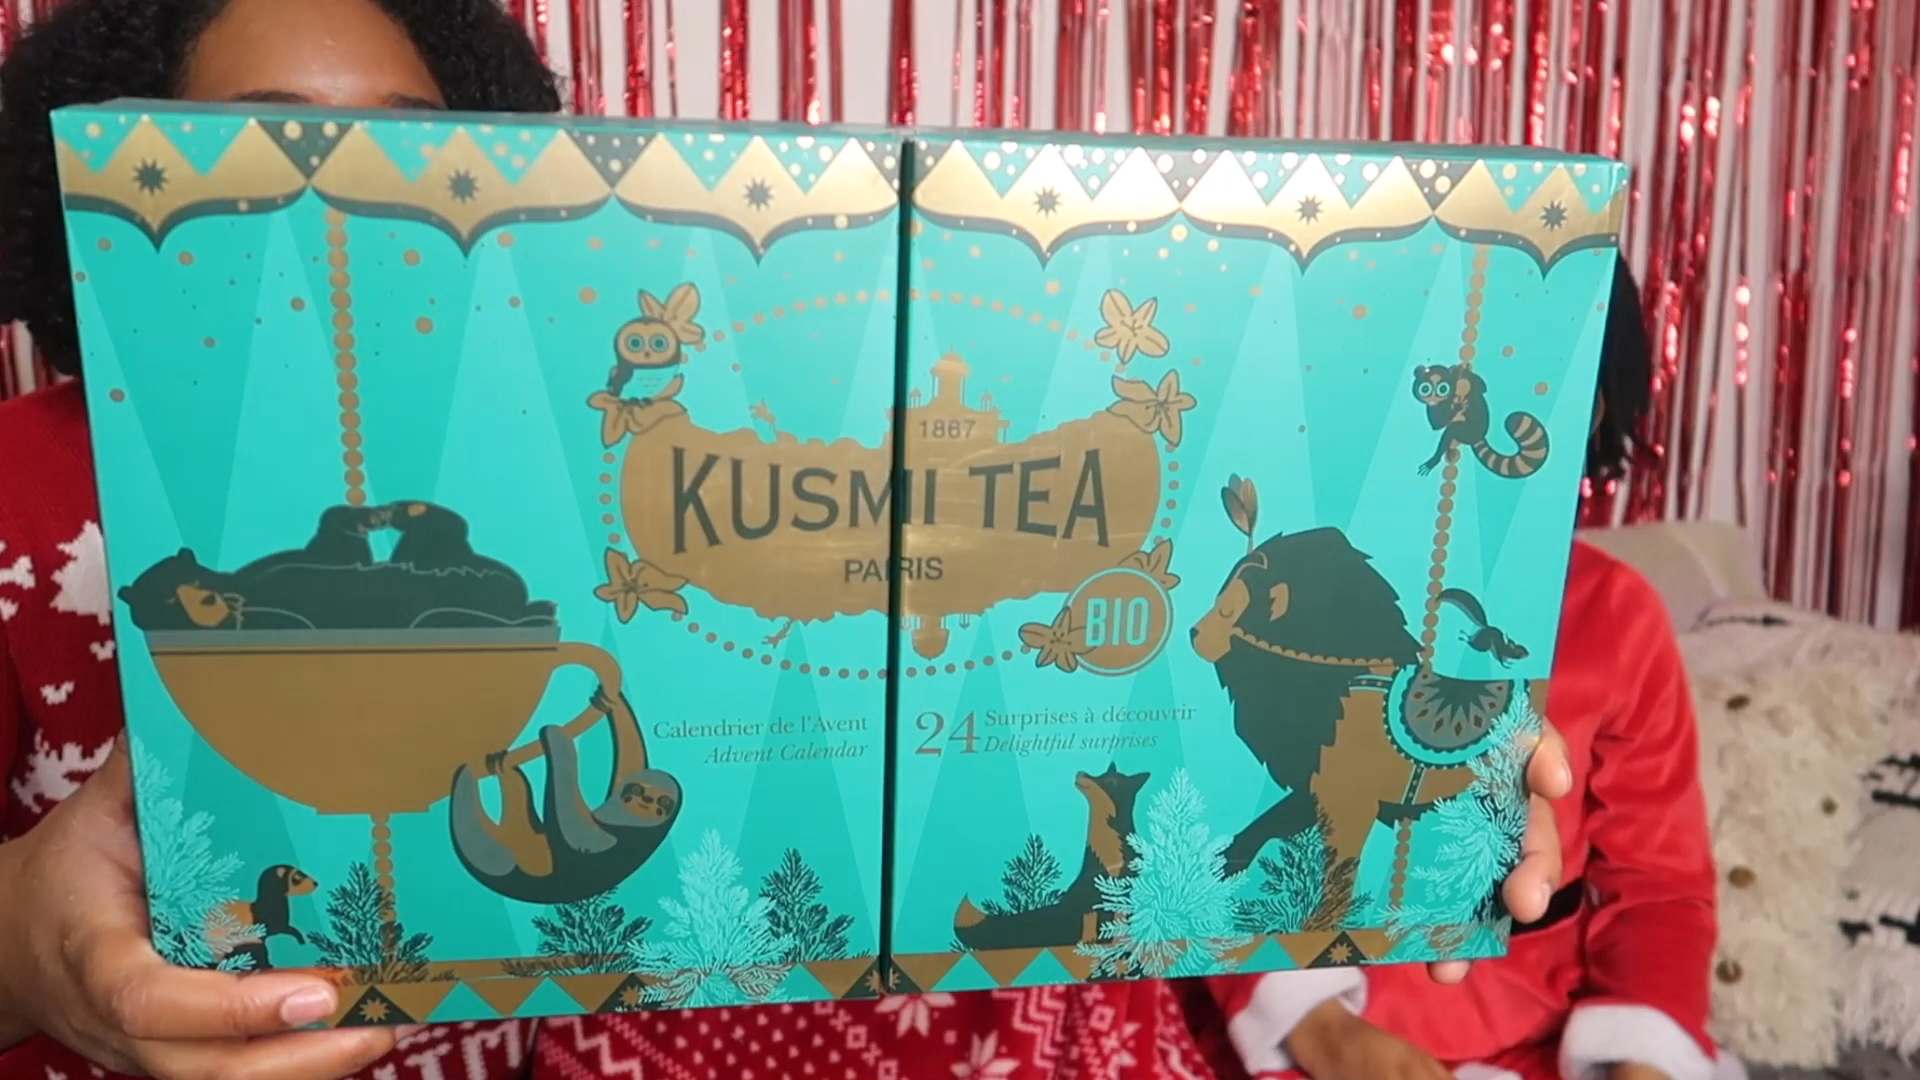 1867
KUSMI TEA
PARIS
BIO
Calendrier de l'Avent
Advent Calendar
24
Surprises à découvrir
Delightful surprises